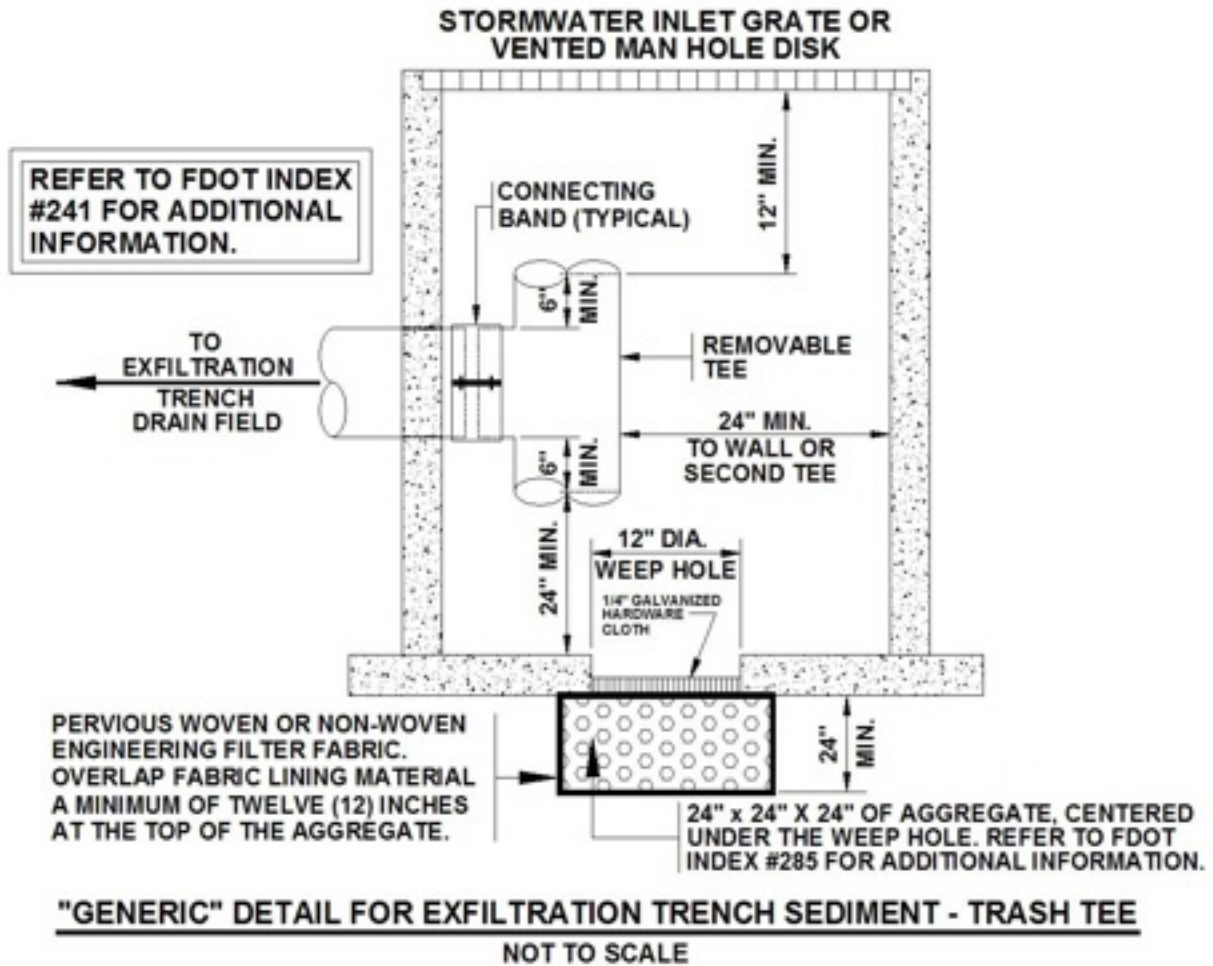 STORMWATER INLET GRATE OR
VENTED MAN HOLE DISK
REFER TO FDOT INDEX
#241 FOR ADDITIONAL
INFORMATION.
CONNECTING
BAND (TYPICAL)
12" MIN.
6"
MIN.
TO
EXFILTRATION
TRENCH
DRAIN FIELD
REMOVABLE
TEE
24" MIN.
TO WALL OR
SECOND TEE
6"
MIN.
24" MIN.
12" DIA.
WEEP HOLE
1/4" GALVANIZED
HARDWARE
CLOTH
PERVIOUS WOVEN OR NON-WOVEN
ENGINEERING FILTER FABRIC.
OVERLAP FABRIC LINING MATERIAL
A MINIMUM OF TWELVE (12) INCHES
AT THE TOP OF THE AGGREGATE.
24"
MIN.
24" x 24" X 24" OF AGGREGATE, CENTERED
UNDER THE WEEP HOLE. REFER TO FDOT
INDEX #285 FOR ADDITIONAL INFORMATION.
"GENERIC" DETAIL FOR EXFILTRATION TRENCH SEDIMENT - TRASH TEE
NOT TO SCALE